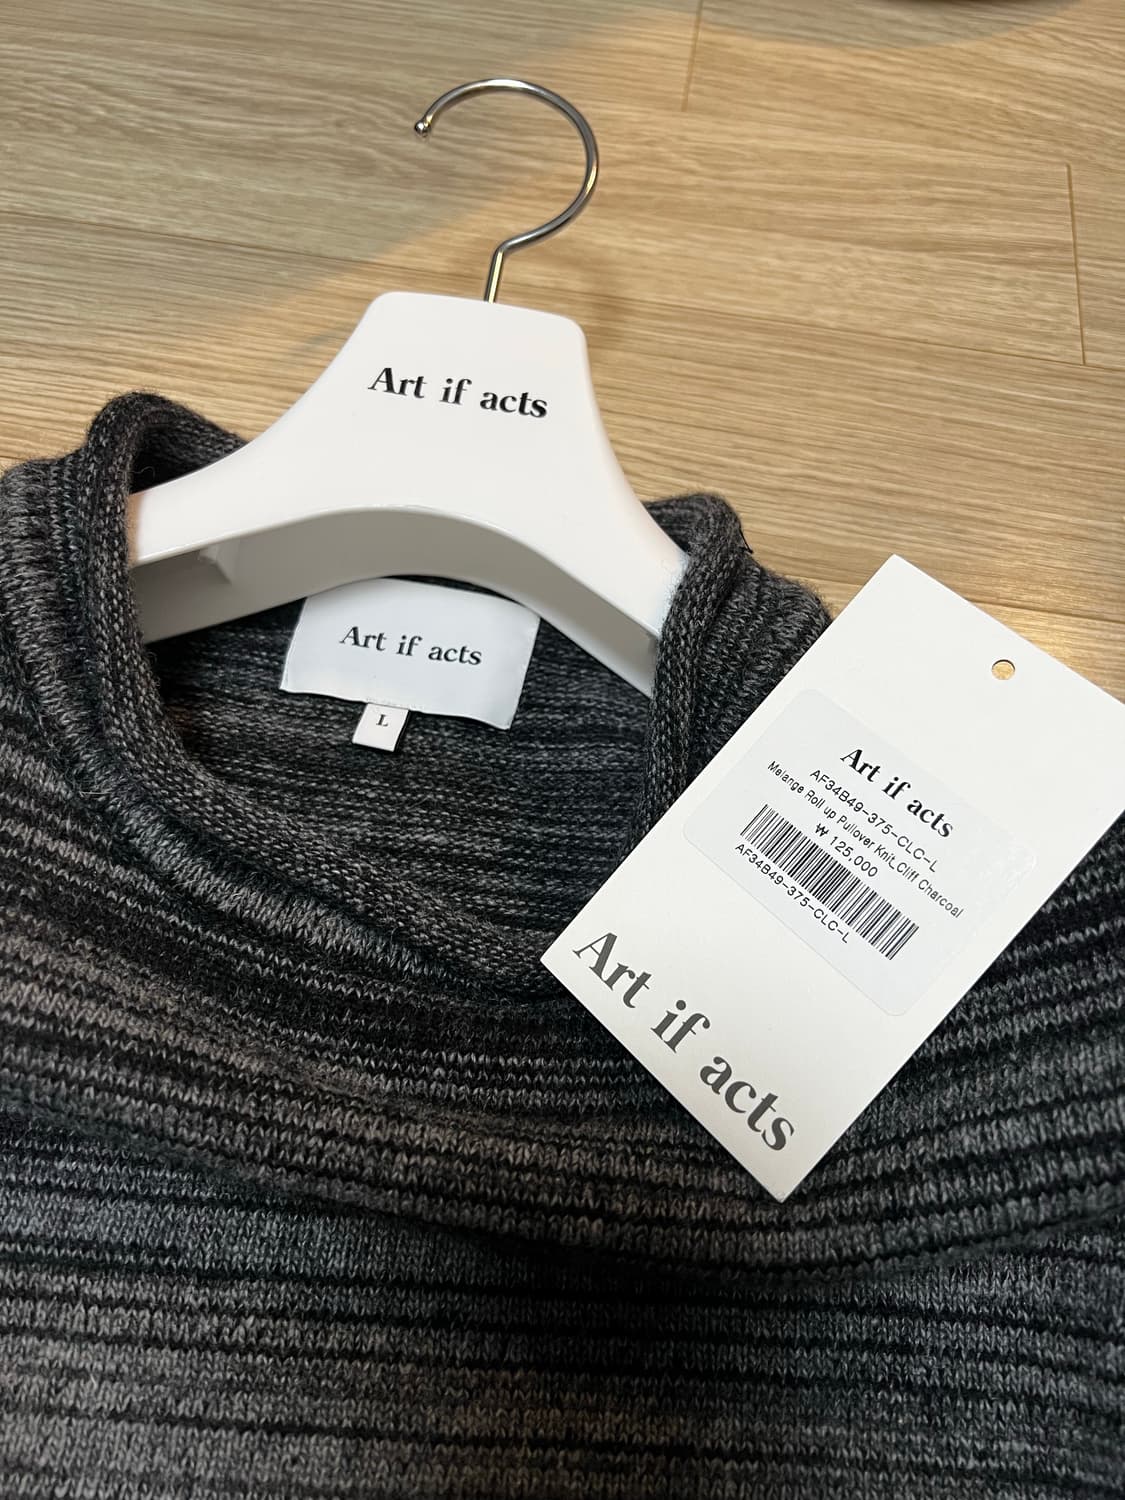 Art if acts
Art if acts
L
Art if acts
AF34B49-375-CLC-L
Melange Roll up Pullover Knit_Cliff Charcoal
₩ 125,000
AF34B49-375-CLC-L
Art if acts